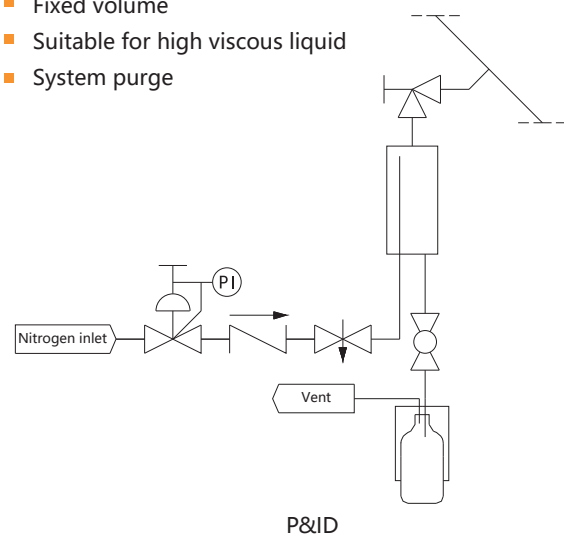 Fixed volume
Suitable for high viscous liquid
System purge
PI
Nitrogen inlet
Vent
P&ID